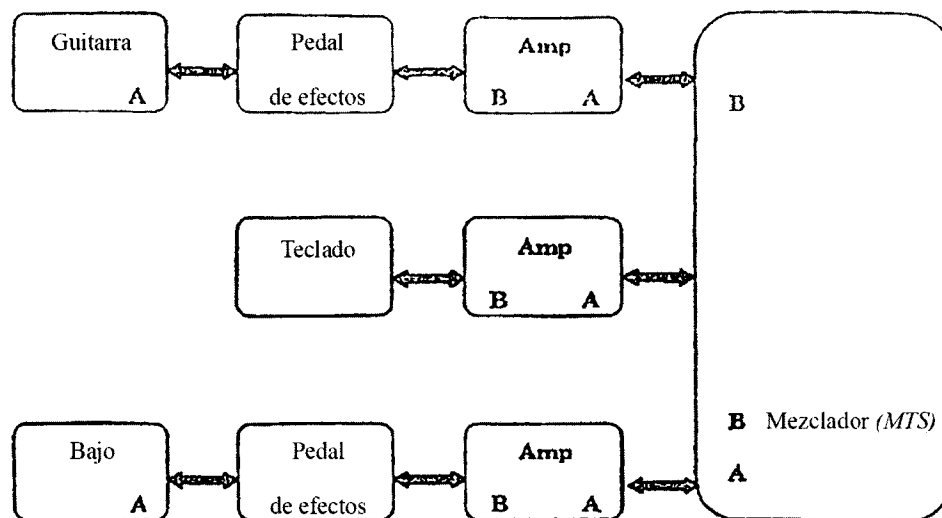 Guitarra
A
Pedal
de efectos
Amp
B A
B
Teclado
Amp
B A
B Mezclador (MTS)
A
Bajo
A
Pedal
de efectos
Amp
B A